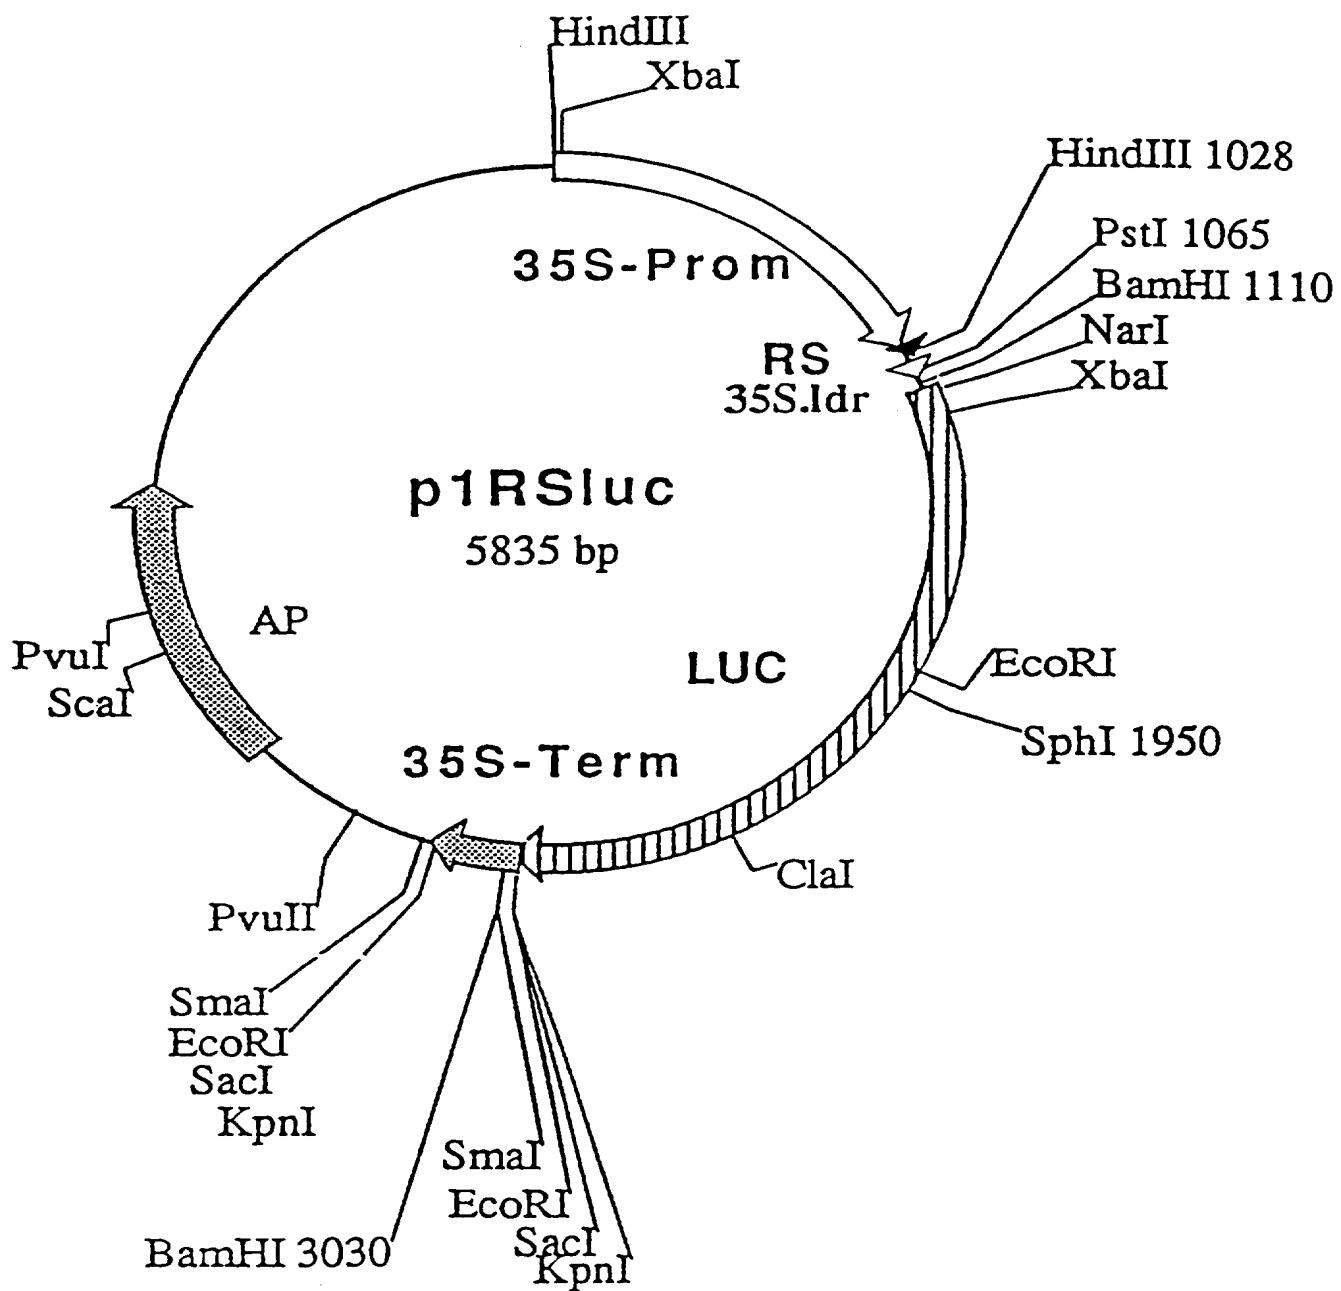 HindIII
XbaI
HindIII 1028
35S-Prom
PstI 1065
BamHI 1110
NarI
RS
XbaI
35S.ldr
p1RSluc
5835 bp
AP
PvuI
LUC
EcoRI
ScaI
SphI 1950
35S-Term
ClaI
PvuII
SmaI
EcoRI
SacI
KpnI
SmaI
EcoRI
SacI
BamHI 3030
KpnI